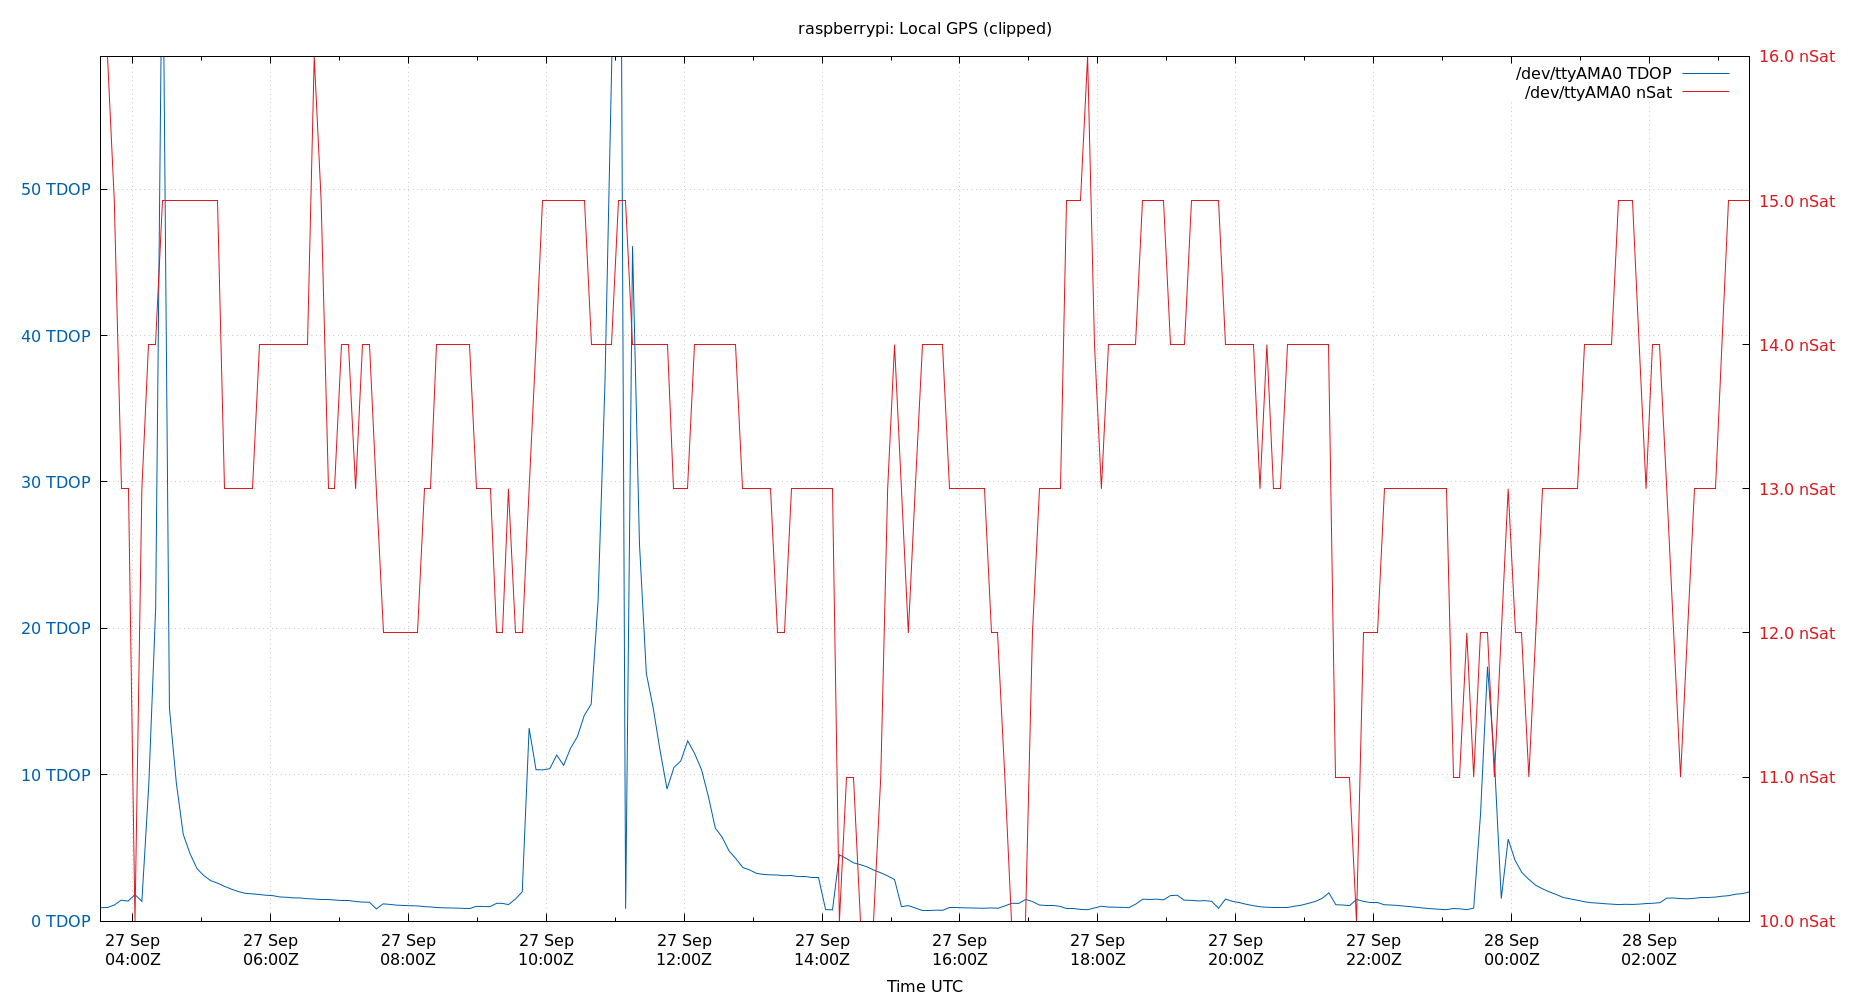 raspberrypi: Local GPS (clipped)
/dev/ttyAMA0 TDOP
/dev/ttyAMA0 nSat
50 TDOP
40 TDOP
30 TDOP
20 TDOP
10 TDOP
0 TDOP
16.0 nSat
15.0 nSat
14.0 nSat
13.0 nSat
12.0 nSat
11.0 nSat
10.0 nSat
27 Sep 27 Sep 27 Sep 27 Sep 27 Sep 27 Sep 27 Sep 27 Sep 27 Sep 27 Sep 28 Sep 28 Sep
04:00Z 06:00Z 08:00Z 10:00Z 12:00Z 14:00Z 16:00Z 18:00Z 20:00Z 22:00Z 00:00Z 02:00Z
Time UTC